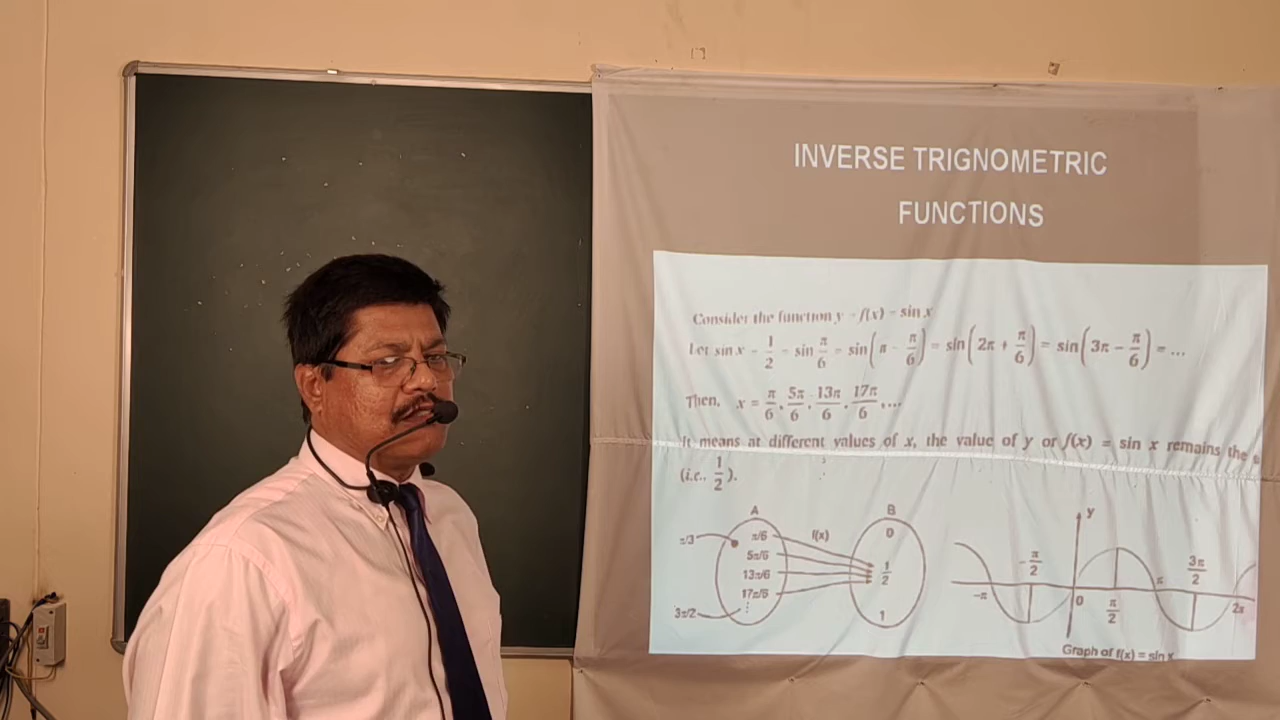 INVERSE TRIGNOMETRIC
FUNCTIONS
Consider the function y = f(x) = sin x
Let sin x = 1/2 = sin π/6 = sin(π - π/6) = sin(2π + π/6) = sin(3π - π/6) = ...
Then, x = π/6, 5π/6, 13π/6, 17π/6, ...
It means at different values of x, the value of y or f(x) = sin x remains the
(i.e., 1/2).
A B y
π/3 π/6 f(x) 0
5π/6 1/2 -π/2 3π/2
13π/6 -π 0 π/2 π 2π
17π/6
⋮
3π/2 1
Graph of f(x) = sin x